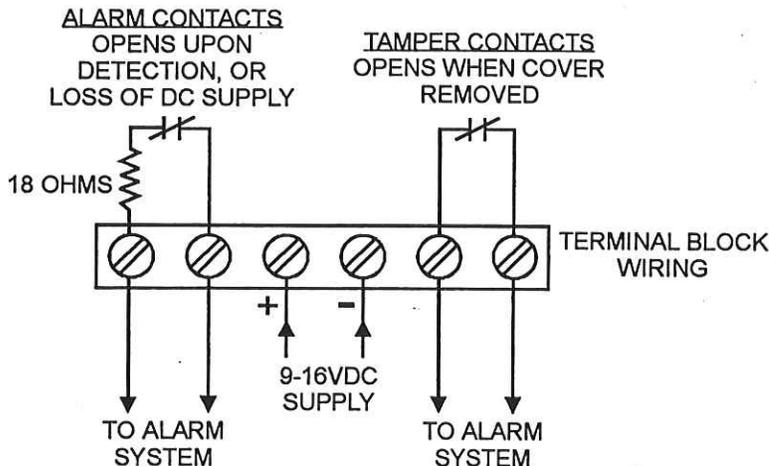 ALARM CONTACTS
OPENS UPON
DETECTION, OR
LOSS OF DC SUPPLY
TAMPER CONTACTS
OPENS WHEN COVER
REMOVED
18 OHMS
TERMINAL BLOCK
WIRING
+
-
9-16VDC
SUPPLY
TO ALARM
SYSTEM
TO ALARM
SYSTEM